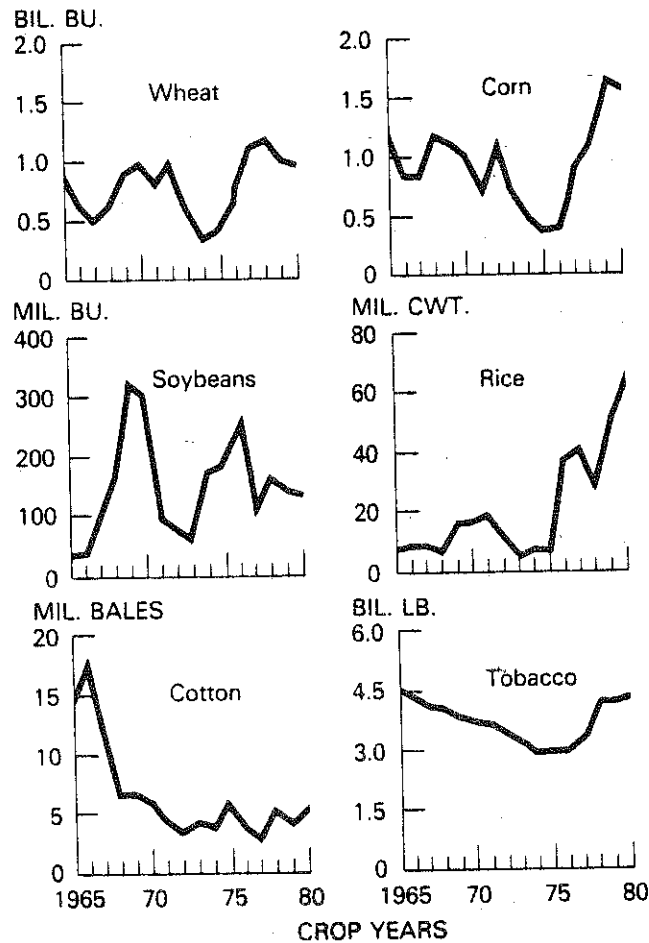 BIL. BU.
2.0
1.5
1.0
0.5
0
Wheat
2.0
1.5
1.0
0.5
0
Corn
MIL. BU.
400
300
200
100
0
Soybeans
MIL. CWT.
80
60
40
20
0
Rice
MIL. BALES
20
15
10
5
0
Cotton
1965 70 75 80
BIL. LB.
6.0
4.5
3.0
1.5
0
Tobacco
1965 70 75 80
CROP YEARS